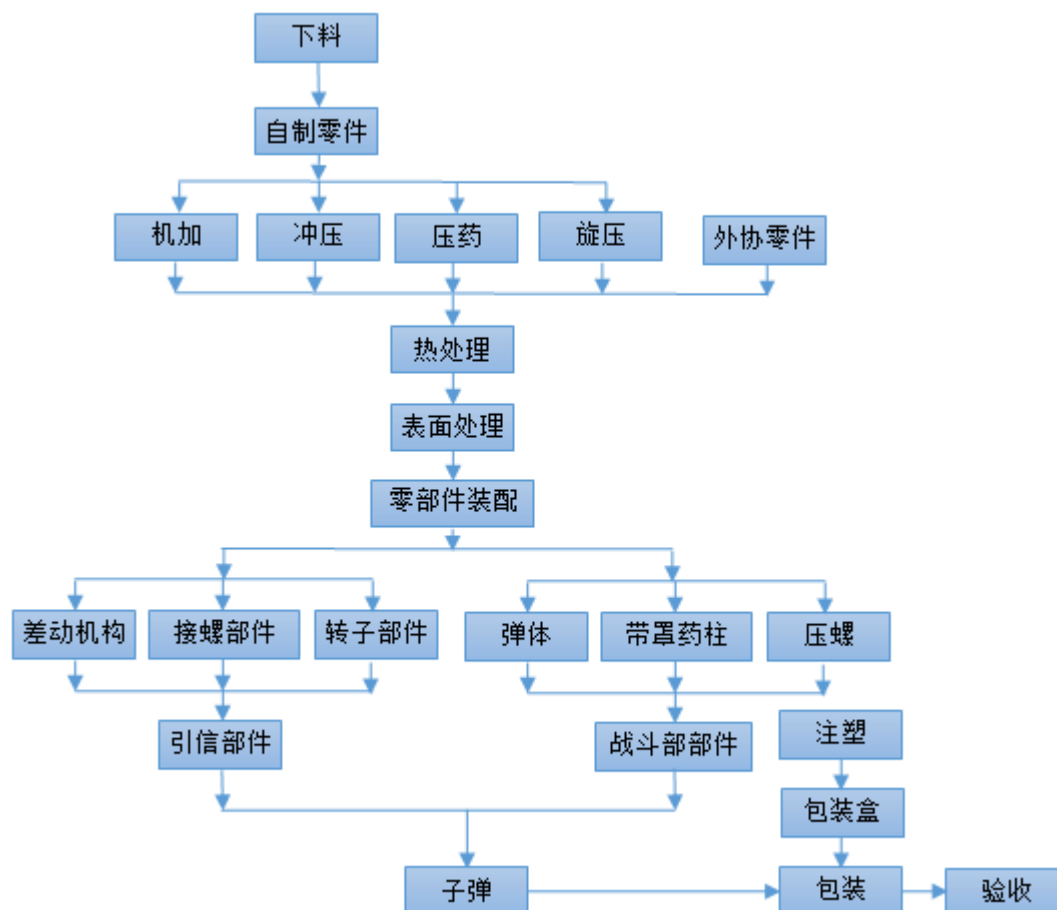 下料
自制零件
机加
冲压
压药
旋压
外协零件
热处理
表面处理
零部件装配
差动机构
接螺部件
转子部件
弹体
带罩药柱
压螺
引信部件
战斗部部件
注塑
包装盒
子弹
包装
验收